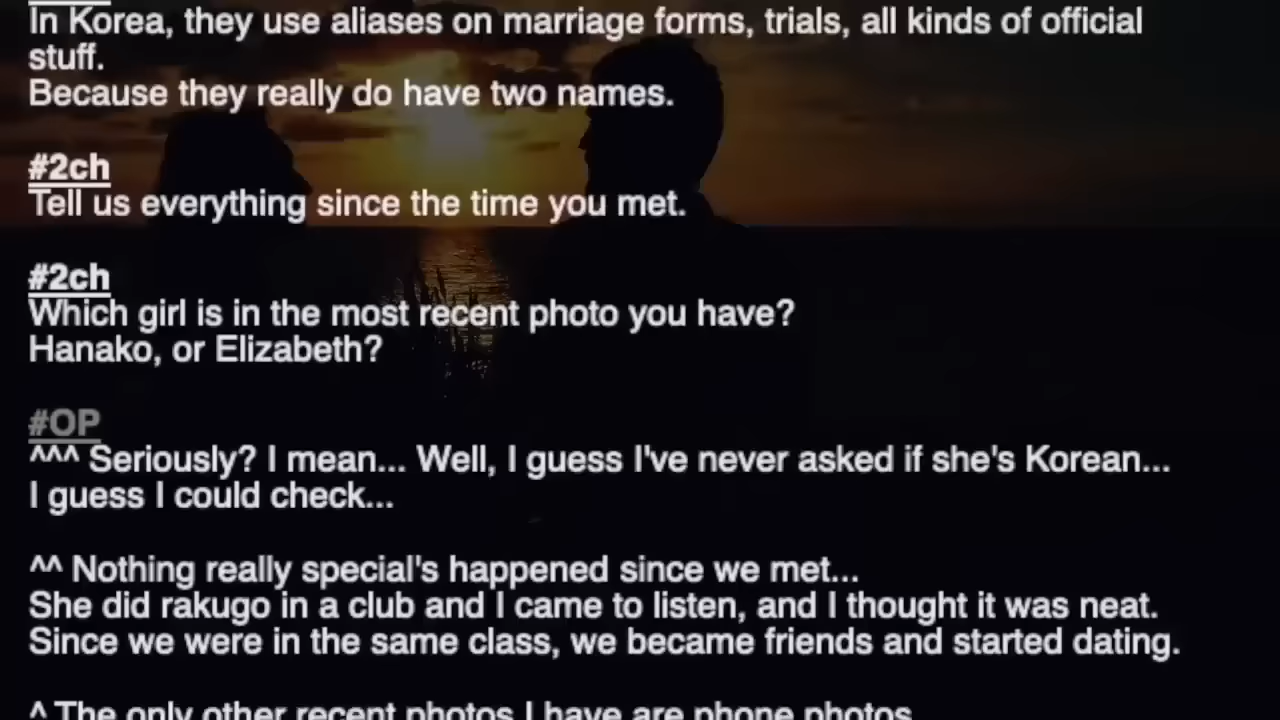 In Korea, they use aliases on marriage forms, trials, all kinds of official
stuff.
Because they really do have two names.
#2ch
Tell us everything since the time you met.
#2ch
Which girl is in the most recent photo you have?
Hanako, or Elizabeth?
#OP
^^^ Seriously? I mean... Well, I guess I've never asked if she's Korean...
I guess I could check...
^^ Nothing really special's happened since we met...
She did rakugo in a club and I came to listen, and I thought it was neat.
Since we were in the same class, we became friends and started dating.
^ The only other recent photos I have are phone photos